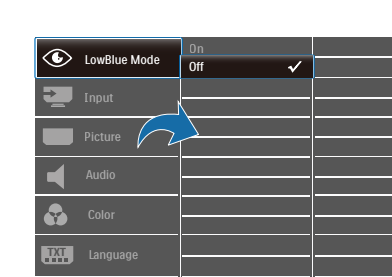 LowBlue Mode
On
Off
Input
Picture
Audio
Color
TXT
Language